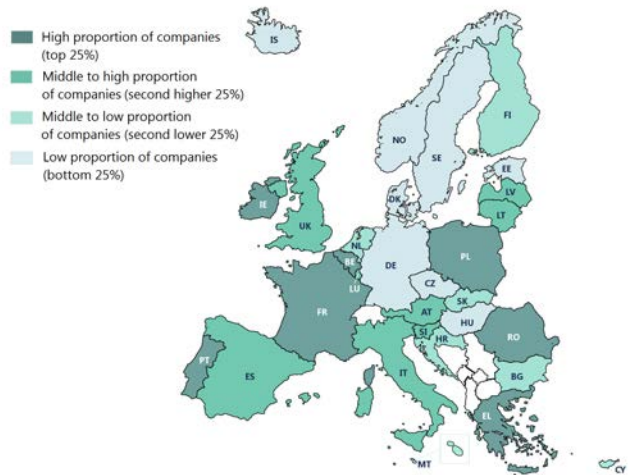 High proportion of companies
(top 25%)
Middle to high proportion
of companies (second higher 25%)
Middle to low proportion
of companies (second lower 25%)
Low proportion of companies
(bottom 25%)
IS
FI
NO
SE
EE
LV
DK
LT
IE
UK
NL
BE
PL
DE
LU
CZ
SK
FR
AT
HU
SI
HR
RO
PT
ES
IT
BG
EL
MT
CY